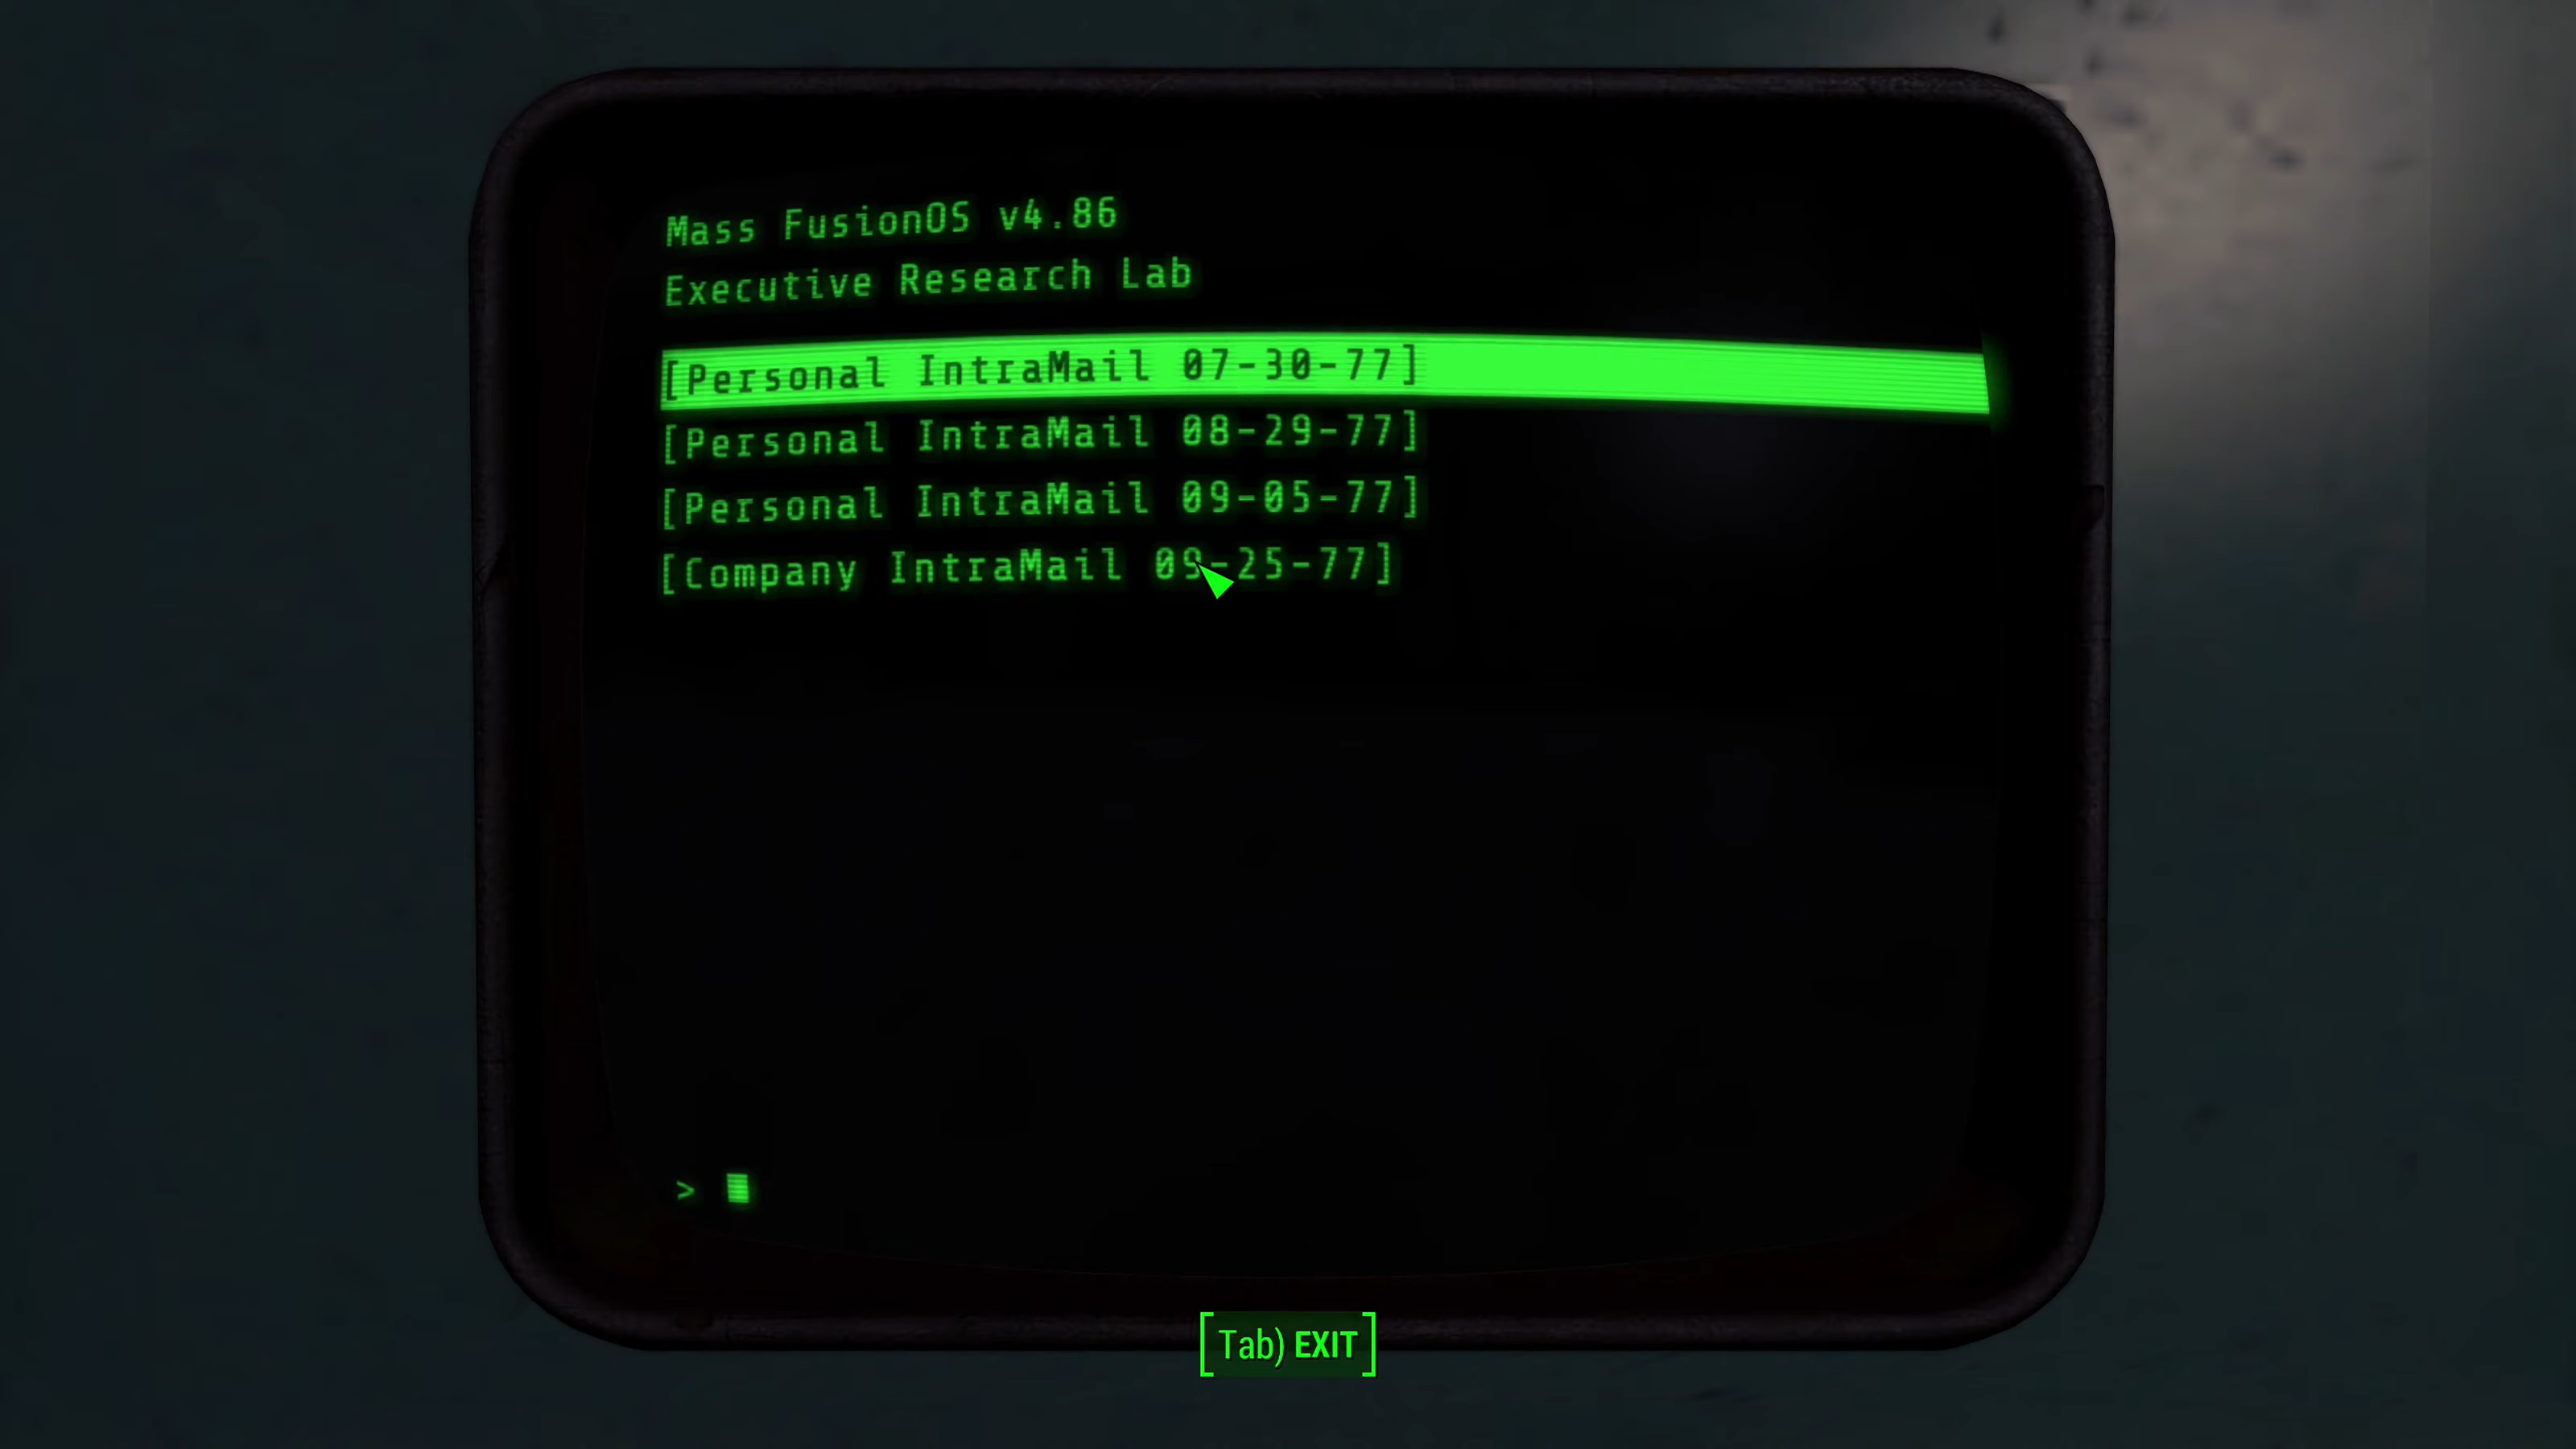 Mass FusionOS v4.86
Executive Research Lab
[Personal IntraMail 07-30-77]
[Personal IntraMail 08-29-77]
[Personal IntraMail 09-05-77]
[Company IntraMail 09-25-77]
>
Tab) EXIT